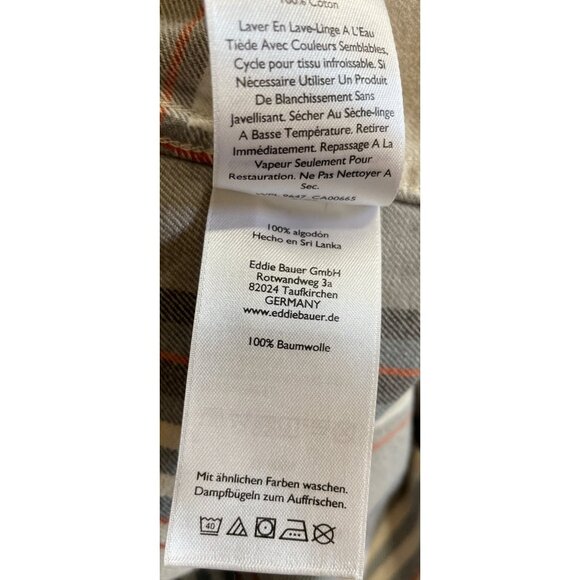 100% Coton
Laver En Lave-Linge A L'Eau
Tiède Avec Couleurs Semblables,
Cycle pour tissu infroissable. Si
Nécessaire Utiliser Un Produit
De Blanchissement Sans
Javellisant. Sécher Au Sèche-linge
A Basse Température. Retirer
Immédiatement. Repassage A La
Vapeur Seulement Pour
Restauration. Ne Pas Nettoyer A
Sec.
CA00665
100% algodón
Hecho en Sri Lanka
Eddie Bauer GmbH
Rotwandweg 3a
82024 Taufkirchen
GERMANY
www.eddiebauer.de
100% Baumwolle
Mit ähnlichen Farben waschen.
Dampfbügeln zum Auffrischen.
40